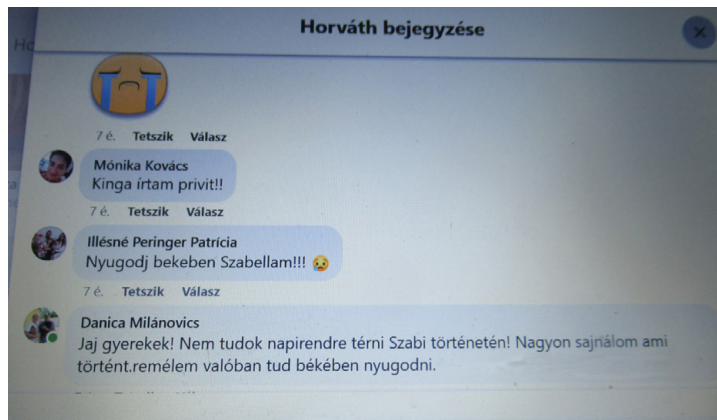 Horváth bejegyzése
Ho
7 é. Tetszik Válasz
Mónika Kovács
Kinga írtam privit!!
7 é. Tetszik Válasz
Illésné Peringer Patrícia
Nyugodj bekeben Szabellam!!!
7 é. Tetszik Válasz
Danica Milánovics
Jaj gyerekek! Nem tudok napirendre térni Szabi történetén! Nagyon sajnálom ami
történt.remélem valóban tud békében nyugodni.